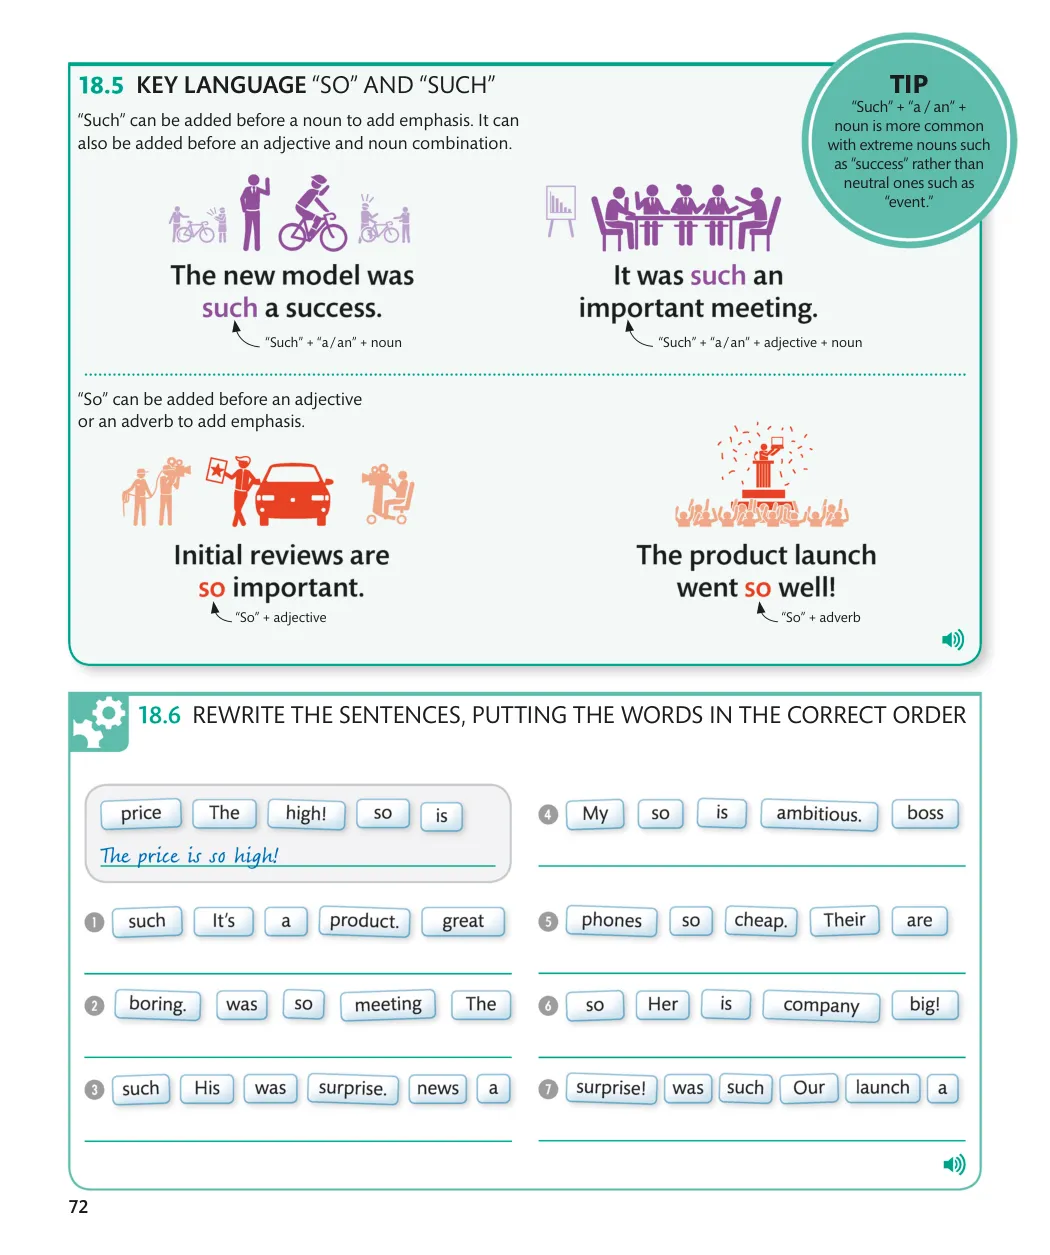 18.5 KEY LANGUAGE “SO” AND “SUCH”
“Such” can be added before a noun to add emphasis. It can
also be added before an adjective and noun combination.
TIP
“Such” + “a / an” +
noun is more common
with extreme nouns such
as “success” rather than
neutral ones such as
“event.”
The new model was
such a success.
“Such” + “a/an” + noun
It was such an
important meeting.
“Such” + “a/an” + adjective + noun
“So” can be added before an adjective
or an adverb to add emphasis.
Initial reviews are
so important.
“So” + adjective
The product launch
went so well!
“So” + adverb
18.6 REWRITE THE SENTENCES, PUTTING THE WORDS IN THE CORRECT ORDER
price The high! so is
The price is so high!
1 such It’s a product. great
2 boring. was so meeting The
3 such His was surprise. news a
4 My so is ambitious. boss
5 phones so cheap. Their are
6 so Her is company big!
7 surprise! was such Our launch a
72